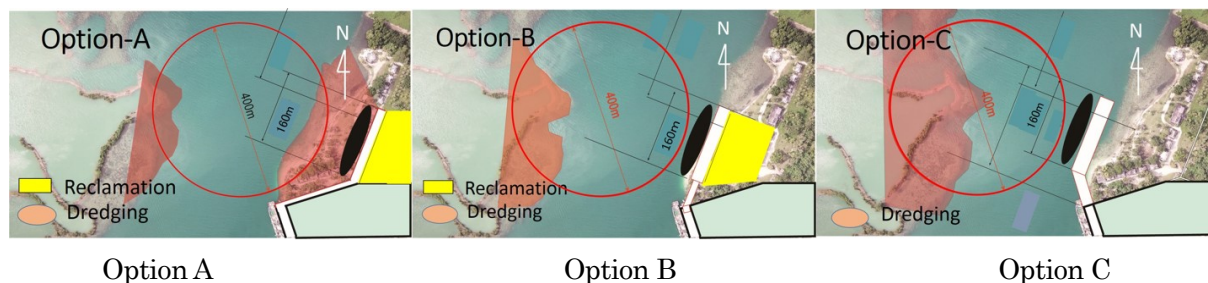 Option-A
N
400m
160m
Reclamation
Dredging
Option-B
N
400m
160m
Reclamation
Dredging
Option-C
N
400m
160m
Dredging
Option A
Option B
Option C